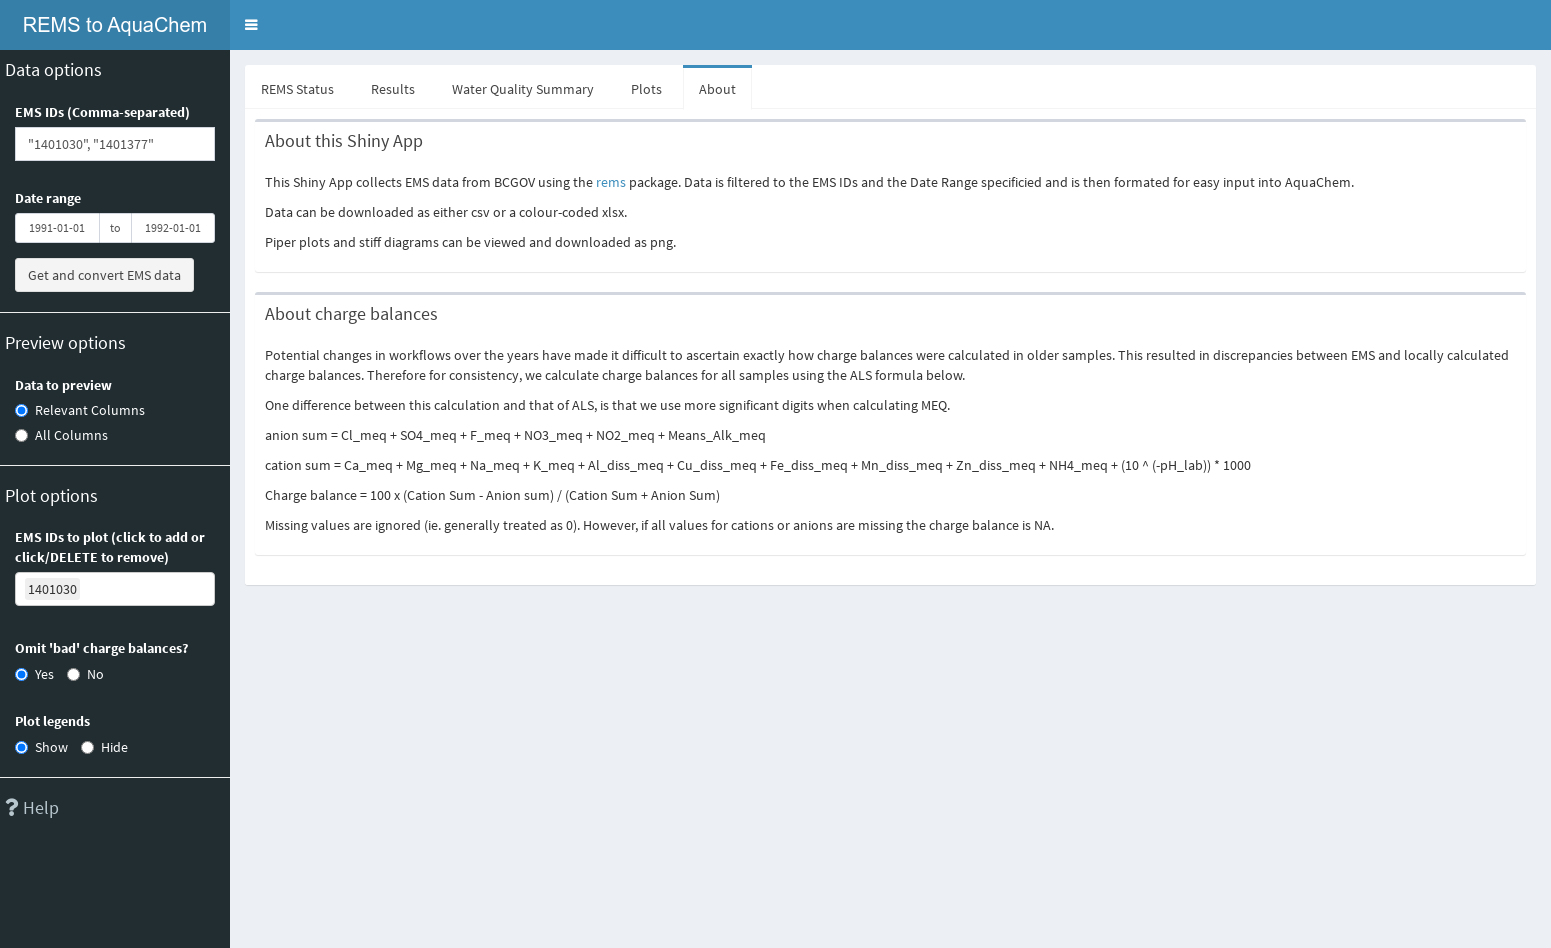 REMS to AquaChem
Data options
EMS IDs (Comma-separated)
"1401030", "1401377"
Date range
1991-01-01 to 1992-01-01
Get and convert EMS data
Preview options
Data to preview
Relevant Columns
All Columns
Plot options
EMS IDs to plot (click to add or
click/DELETE to remove)
1401030
Omit 'bad' charge balances?
Yes No
Plot legends
Show Hide
Help
REMS Status Results Water Quality Summary Plots About
About this Shiny App
This Shiny App collects EMS data from BCGOV using the rems package. Data is filtered to the EMS IDs and the Date Range specificied and is then formated for easy input into AquaChem.
Data can be downloaded as either csv or a colour-coded xlsx.
Piper plots and stiff diagrams can be viewed and downloaded as png.
About charge balances
Potential changes in workflows over the years have made it difficult to ascertain exactly how charge balances were calculated in older samples. This resulted in discrepancies between EMS and locally calculated
charge balances. Therefore for consistency, we calculate charge balances for all samples using the ALS formula below.
One difference between this calculation and that of ALS, is that we use more significant digits when calculating MEQ.
anion sum = Cl_meq + SO4_meq + F_meq + NO3_meq + NO2_meq + Means_Alk_meq
cation sum = Ca_meq + Mg_meq + Na_meq + K_meq + Al_diss_meq + Cu_diss_meq + Fe_diss_meq + Mn_diss_meq + Zn_diss_meq + NH4_meq + (10 ^ (-pH_lab)) * 1000
Charge balance = 100 x (Cation Sum - Anion sum) / (Cation Sum + Anion Sum)
Missing values are ignored (ie. generally treated as 0). However, if all values for cations or anions are missing the charge balance is NA.